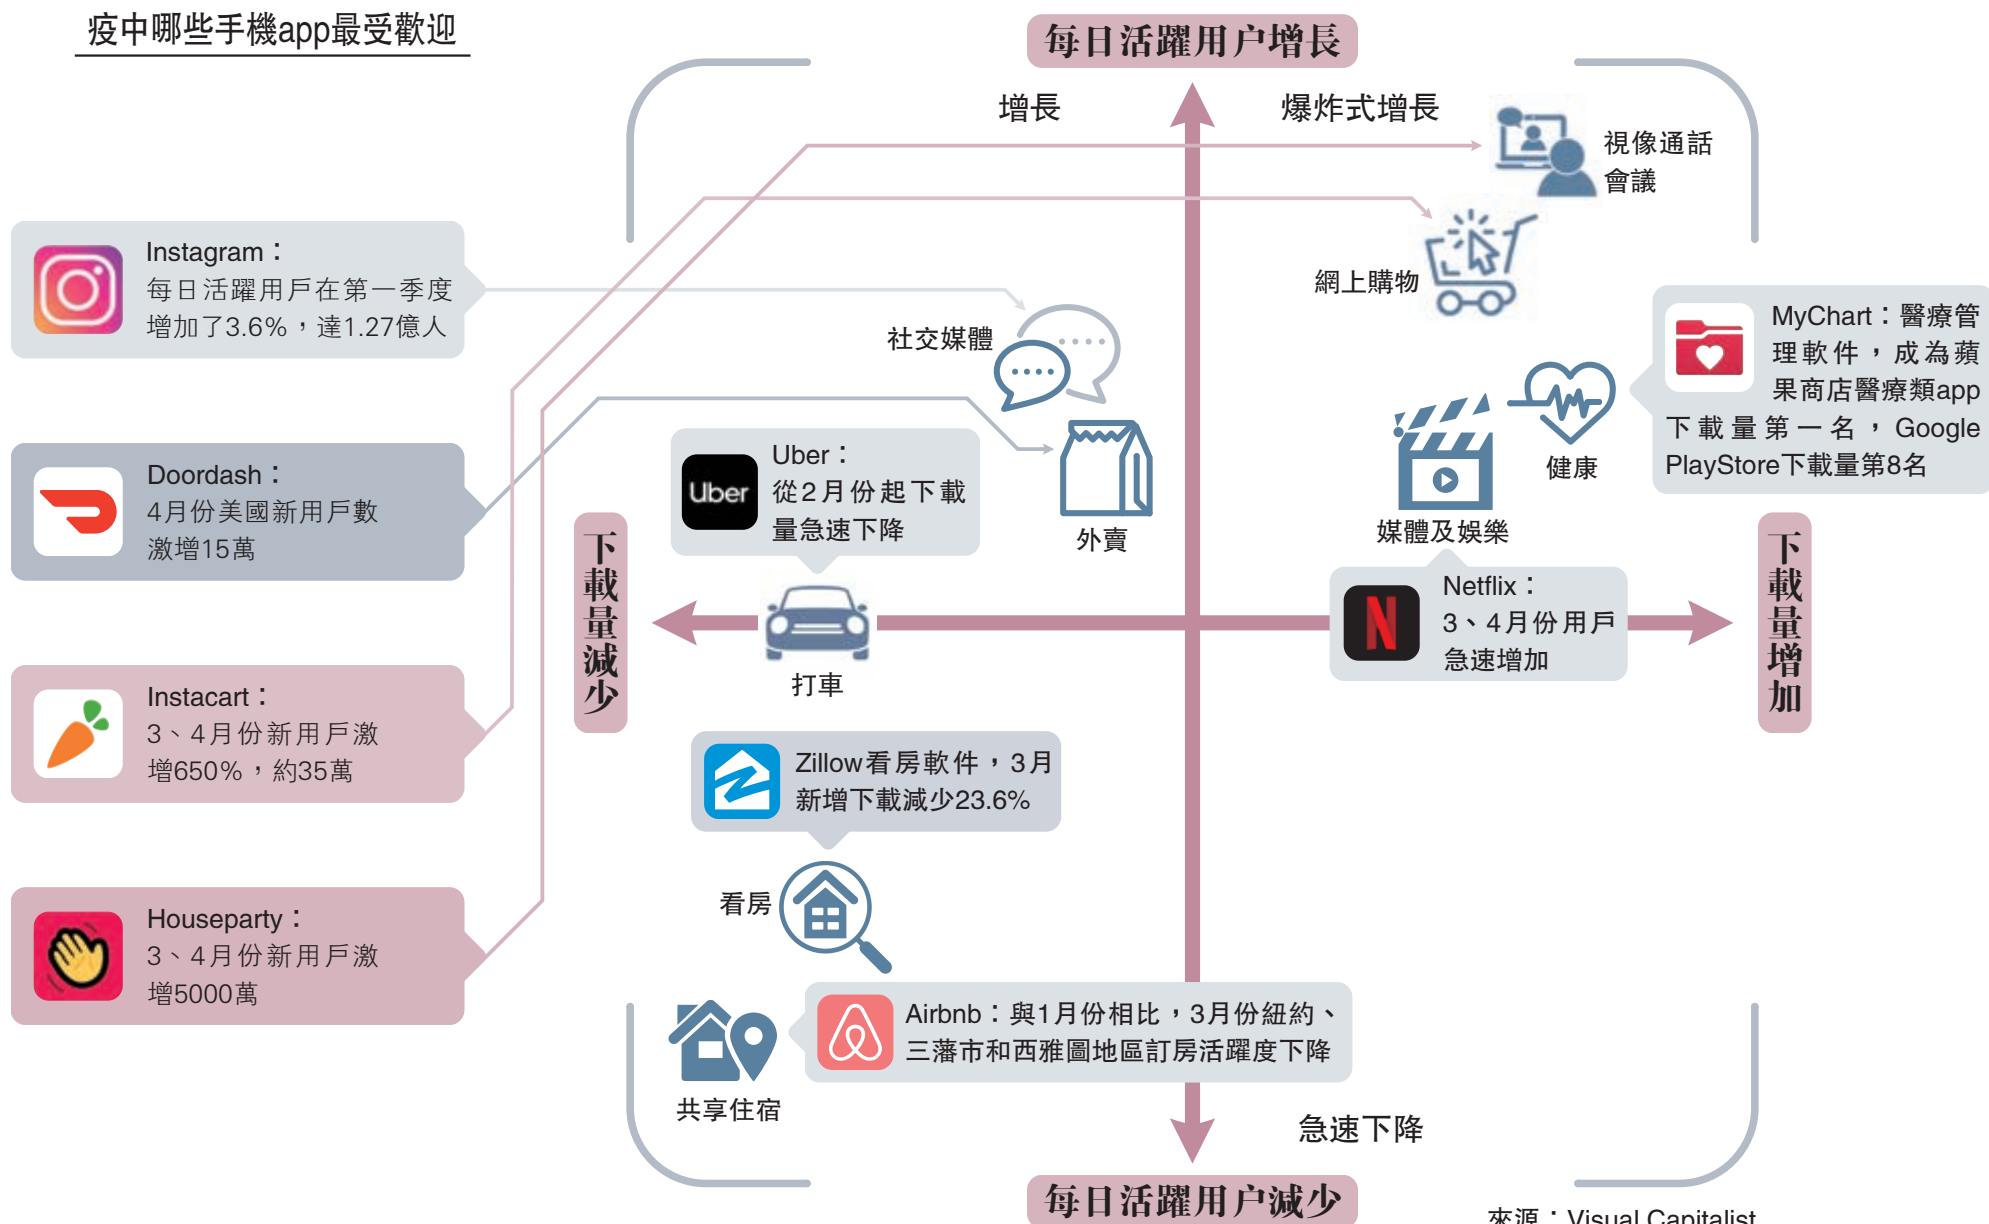 疫中哪些手機app最受歡迎
每日活躍用户增長
增長
爆炸式增長
視像通話
會議
網上購物
Instagram：
每日活躍用戶在第一季度
增加了3.6%，達1.27億人
社交媒體
MyChart：醫療管
理軟件，成為蘋
果商店醫療類app
下載量第一名，Google
PlayStore下載量第8名
健康
Doordash：
4月份美國新用戶數
激增15萬
Uber
Uber：
從2月份起下載
量急速下降
外賣
媒體及娛樂
Netflix：
3、4月份用戶
急速增加
下載量減少
下載量增加
打車
Instacart：
3、4月份新用戶激
增650%，約35萬
Zillow看房軟件，3月
新增下載減少23.6%
看房
Houseparty：
3、4月份新用戶激
增5000萬
Airbnb：與1月份相比，3月份紐約、
三藩市和西雅圖地區訂房活躍度下降
共享住宿
急速下降
每日活躍用户減少
來源：Visual Capitalist